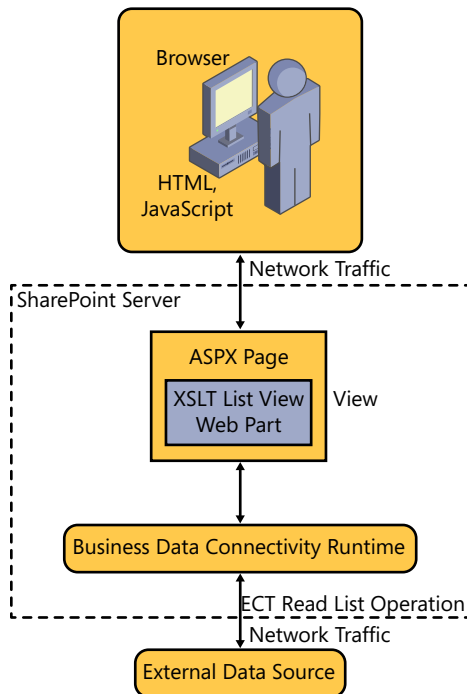 Browser
HTML,
JavaScript
Network Traffic
SharePoint Server
ASPX Page
XSLT List View
Web Part
View
Business Data Connectivity Runtime
ECT Read List Operation
Network Traffic
External Data Source